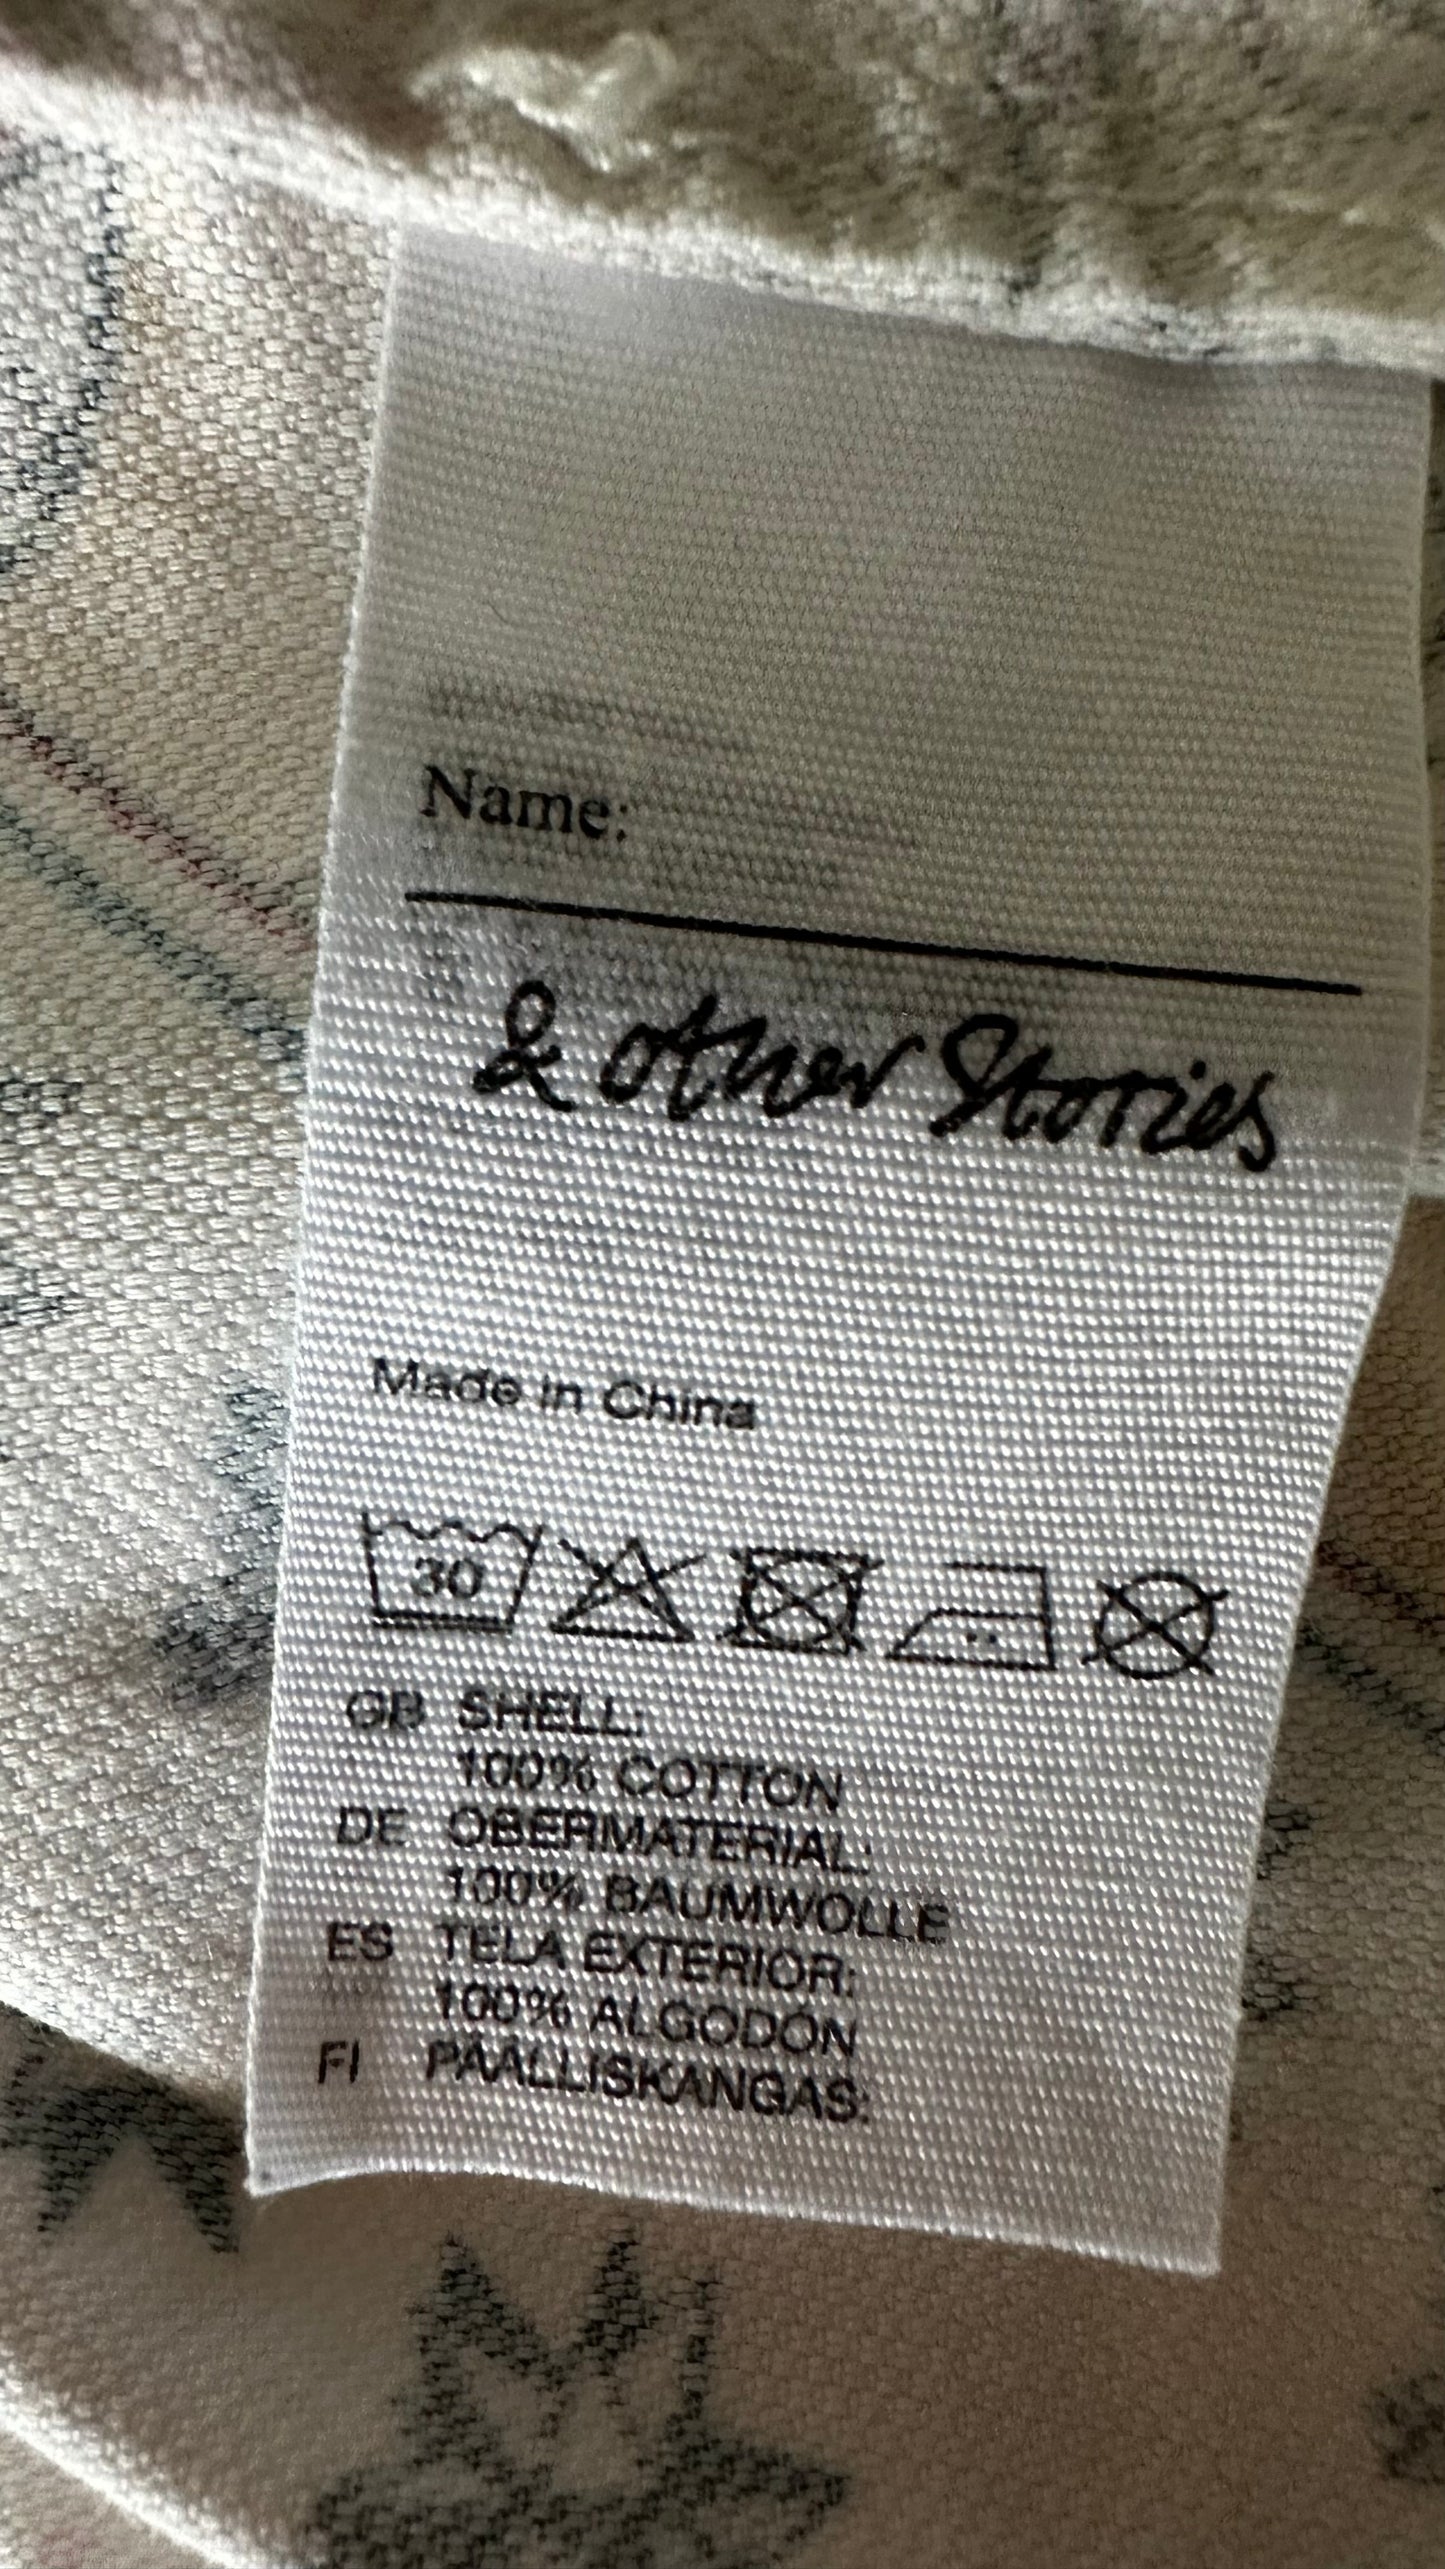 Name:
& other Stories
Made in China
30
GB SHELL:
100% COTTON
DE OBERMATERIAL:
100% BAUMWOLLE
ES TELA EXTERIOR:
100% ALGODÓN
FI PÄÄLLISKANGAS: